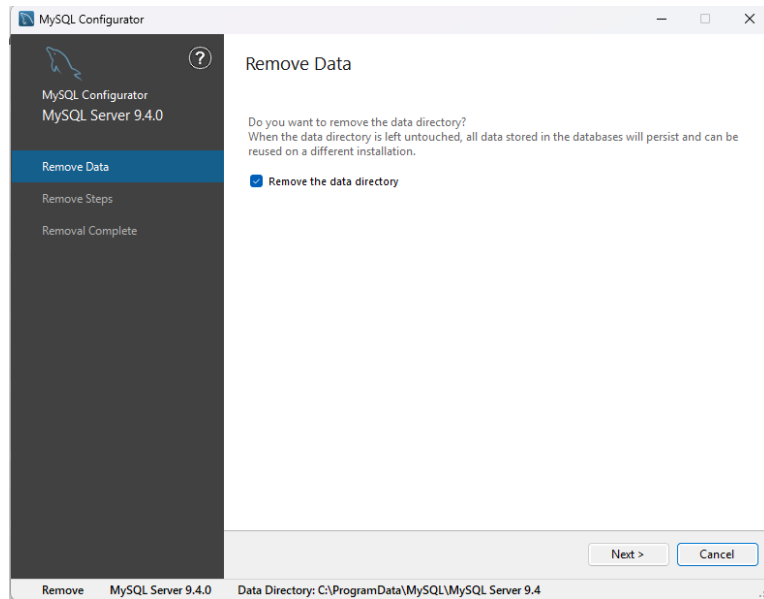 MySQL Configurator
?
MySQL Configurator
MySQL Server 9.4.0
Remove Data
Remove Steps
Removal Complete
Remove Data
Do you want to remove the data directory?
When the data directory is left untouched, all data stored in the databases will persist and can be
reused on a different installation.
Remove the data directory
Next >
Cancel
Remove MySQL Server 9.4.0 Data Directory: C:\ProgramData\MySQL\MySQL Server 9.4